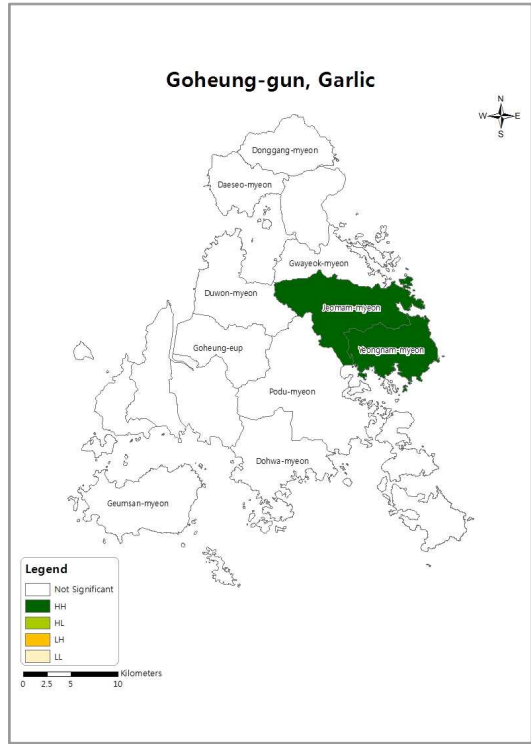 Goheung-gun, Garlic
N
W E
S
Donggang-myeon
Daeseo-myeon
Gwayeok-myeon
Duwon-myeon
Jeomam-myeon
Goheung-eup
Yeongnam-myeon
Podu-myeon
Dohwa-myeon
Geumsan-myeon
Legend
Not Significant
HH
HL
LH
LL
Kilometers
0 2.5 5 10